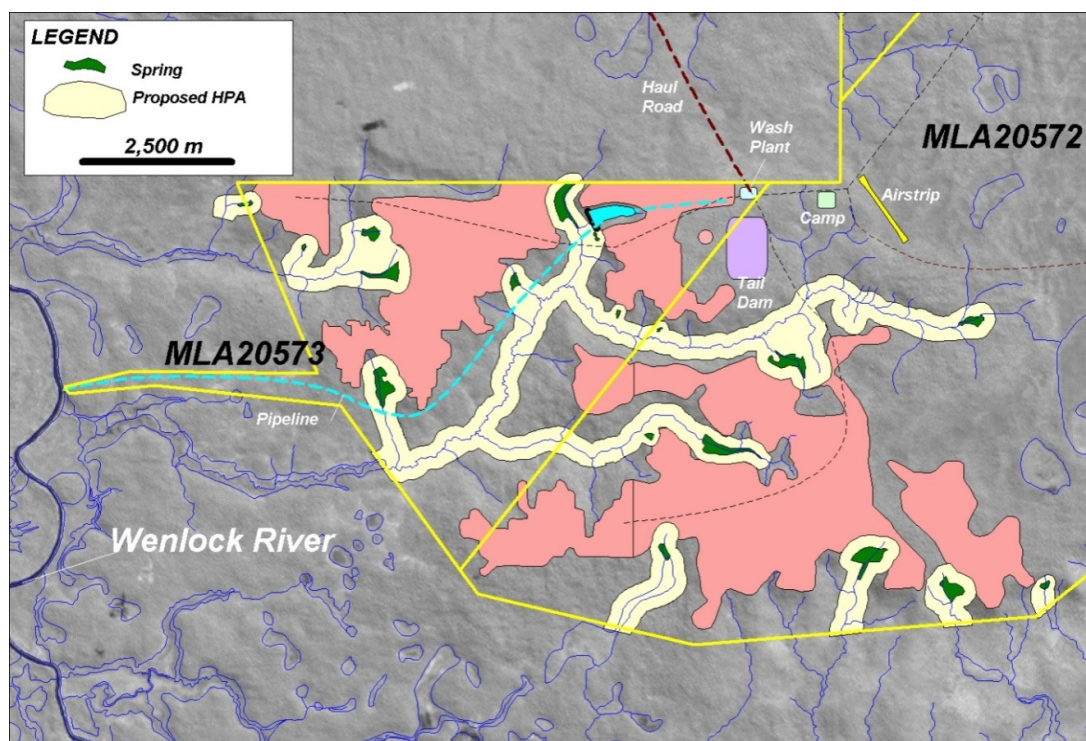 LEGEND
Spring
Proposed HPA
2,500 m
Haul
Road
Wash
Plant
MLA20572
Airstrip
Camp
Tail
Dam
MLA20573
Pipeline
Wenlock River